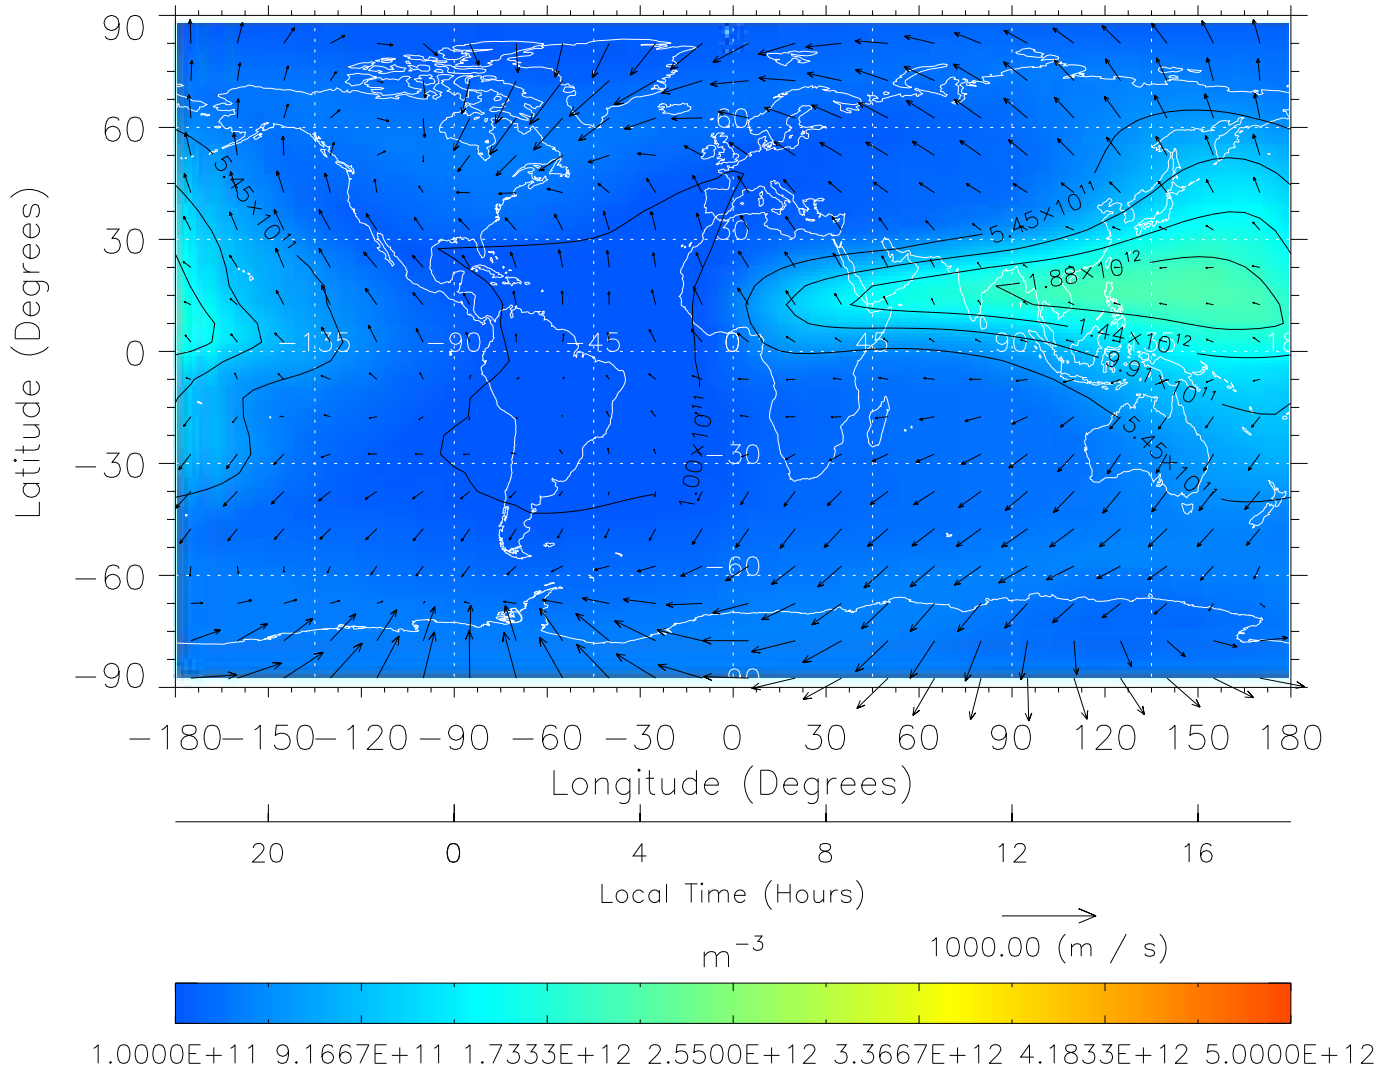 90
60
30
0
−30
−60
−90
Latitude (Degrees)
60
30
−135 −90 −45 0 45 90 18
−30
−60
−90
5.45×10¹¹
5.45×10¹¹
1.88×10¹²
1.44×10¹²
9.91×10¹¹
5.45×10¹¹
1.00×10¹¹
−180 −150 −120 −90 −60 −30 0 30 60 90 120 150 180
Longitude (Degrees)
20 0 4 8 12 16
Local Time (Hours)
m⁻³
1000.00 (m / s)
1.0000E+11 9.1667E+11 1.7333E+12 2.5500E+12 3.3667E+12 4.1833E+12 5.0000E+12